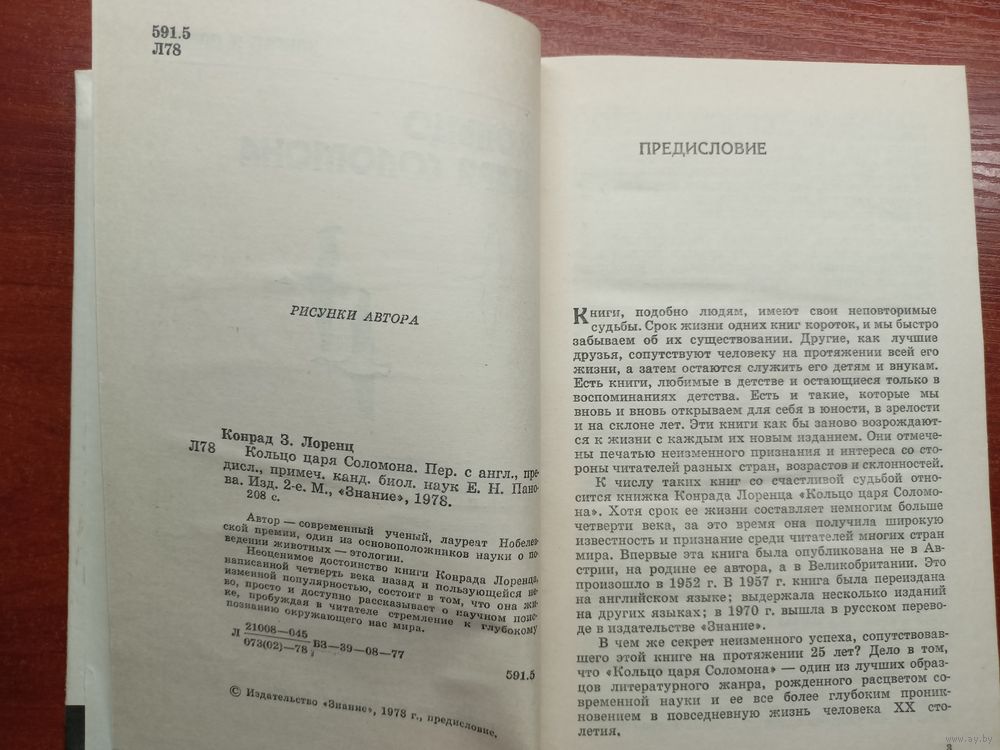 591.5
Л78
РИСУНКИ АВТОРА
Конрад З. Лоренц
Л78
Кольцо царя Соломона. Пер. с англ., пре-
дисл., примеч. канд. биол. наук Е. Н. Пано-
ва. Изд. 2-е. М., «Знание», 1978.
208 с.
Автор — современный ученый, лауреат Нобелев-
ской премии, один из основоположников науки о по-
ведении животных — этологии.
Неоценимое достоинство книги Конрада Лоренца,
написанной четверть века назад и пользующейся не-
изменной популярностью, состоит в том, что она жи-
во, просто и доступно рассказывает о научном поис-
ке, пробуждая в читателе стремление к глубокому
познанию окружающего нас мира.
Л 21008—045
073(02)—78 БЗ—39—08—77
591.5
© Издательство «Знание», 1978 г., предисловие.
ПРЕДИСЛОВИЕ
Книги, подобно людям, имеют свои неповторимые
судьбы. Срок жизни одних книг короток, и мы быстро
забываем об их существовании. Другие, как лучшие
друзья, сопутствуют человеку на протяжении всей его
жизни, а затем остаются служить его детям и внукам.
Есть книги, любимые в детстве и остающиеся только в
воспоминаниях детства. Есть и такие, которые мы
вновь и вновь открываем для себя в юности, в зрелости
и на склоне лет. Эти книги как бы заново возрождают-
ся к жизни с каждым их новым изданием. Они отмече-
ны печатью неизменного признания и интереса со сто-
роны читателей разных стран, возрастов и склонностей.
К числу таких книг со счастливой судьбой отно-
сится книжка Конрада Лоренца «Кольцо царя Соломо-
на». Хотя срок ее жизни составляет немногим больше
четверти века, за это время она получила широкую
известность и признание среди читателей многих стран
мира. Впервые эта книга была опубликована не в Ав-
стрии, на родине ее автора, а в Великобритании. Это
произошло в 1952 г. В 1957 г. книга была переиздана
на английском языке; выдержала несколько изданий
на других языках; в 1970 г. вышла в русском перево-
де в издательстве «Знание».
В чем же секрет неизменного успеха, сопутствовав-
шего этой книге на протяжении 25 лет? Дело в том,
что «Кольцо царя Соломона» — один из лучших образ-
цов литературного жанра, рожденного расцветом со-
временной науки и ее все более глубоким проник-
новением в повседневную жизнь человека XX сто-
летия.
3
www.ay.by